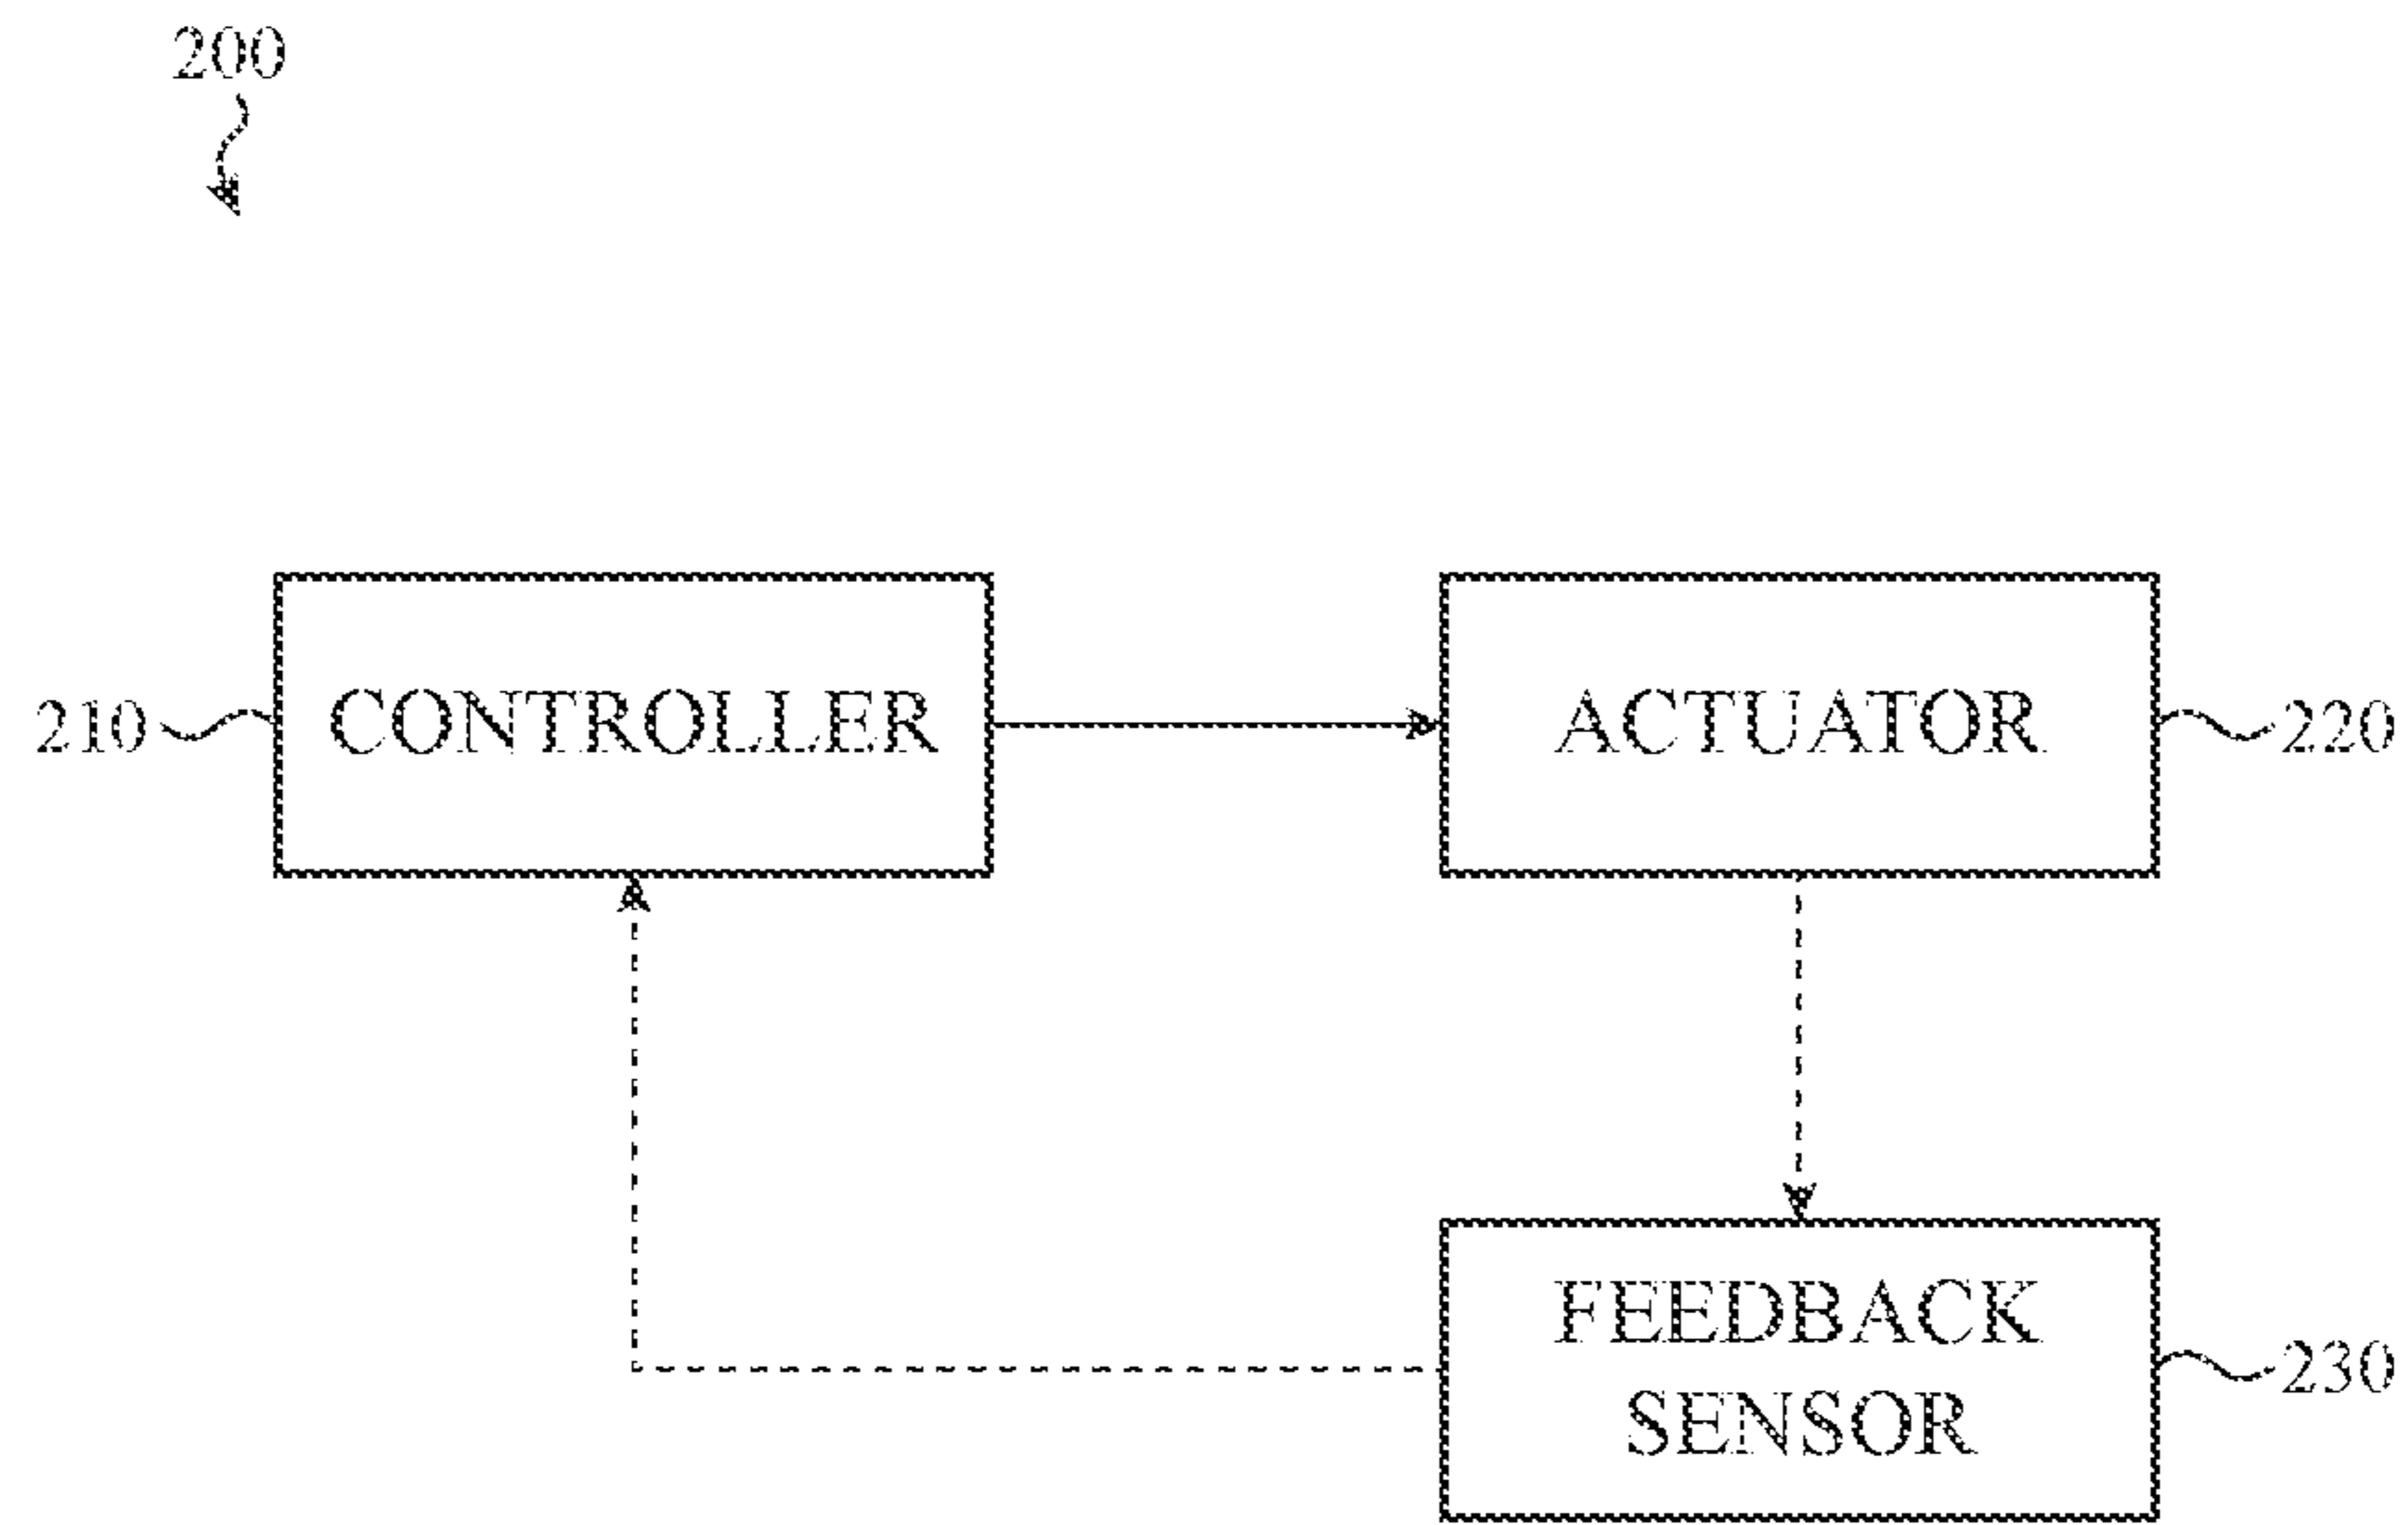 200
210
CONTROLLER
ACTUATOR
220
FEEDBACK
SENSOR
230